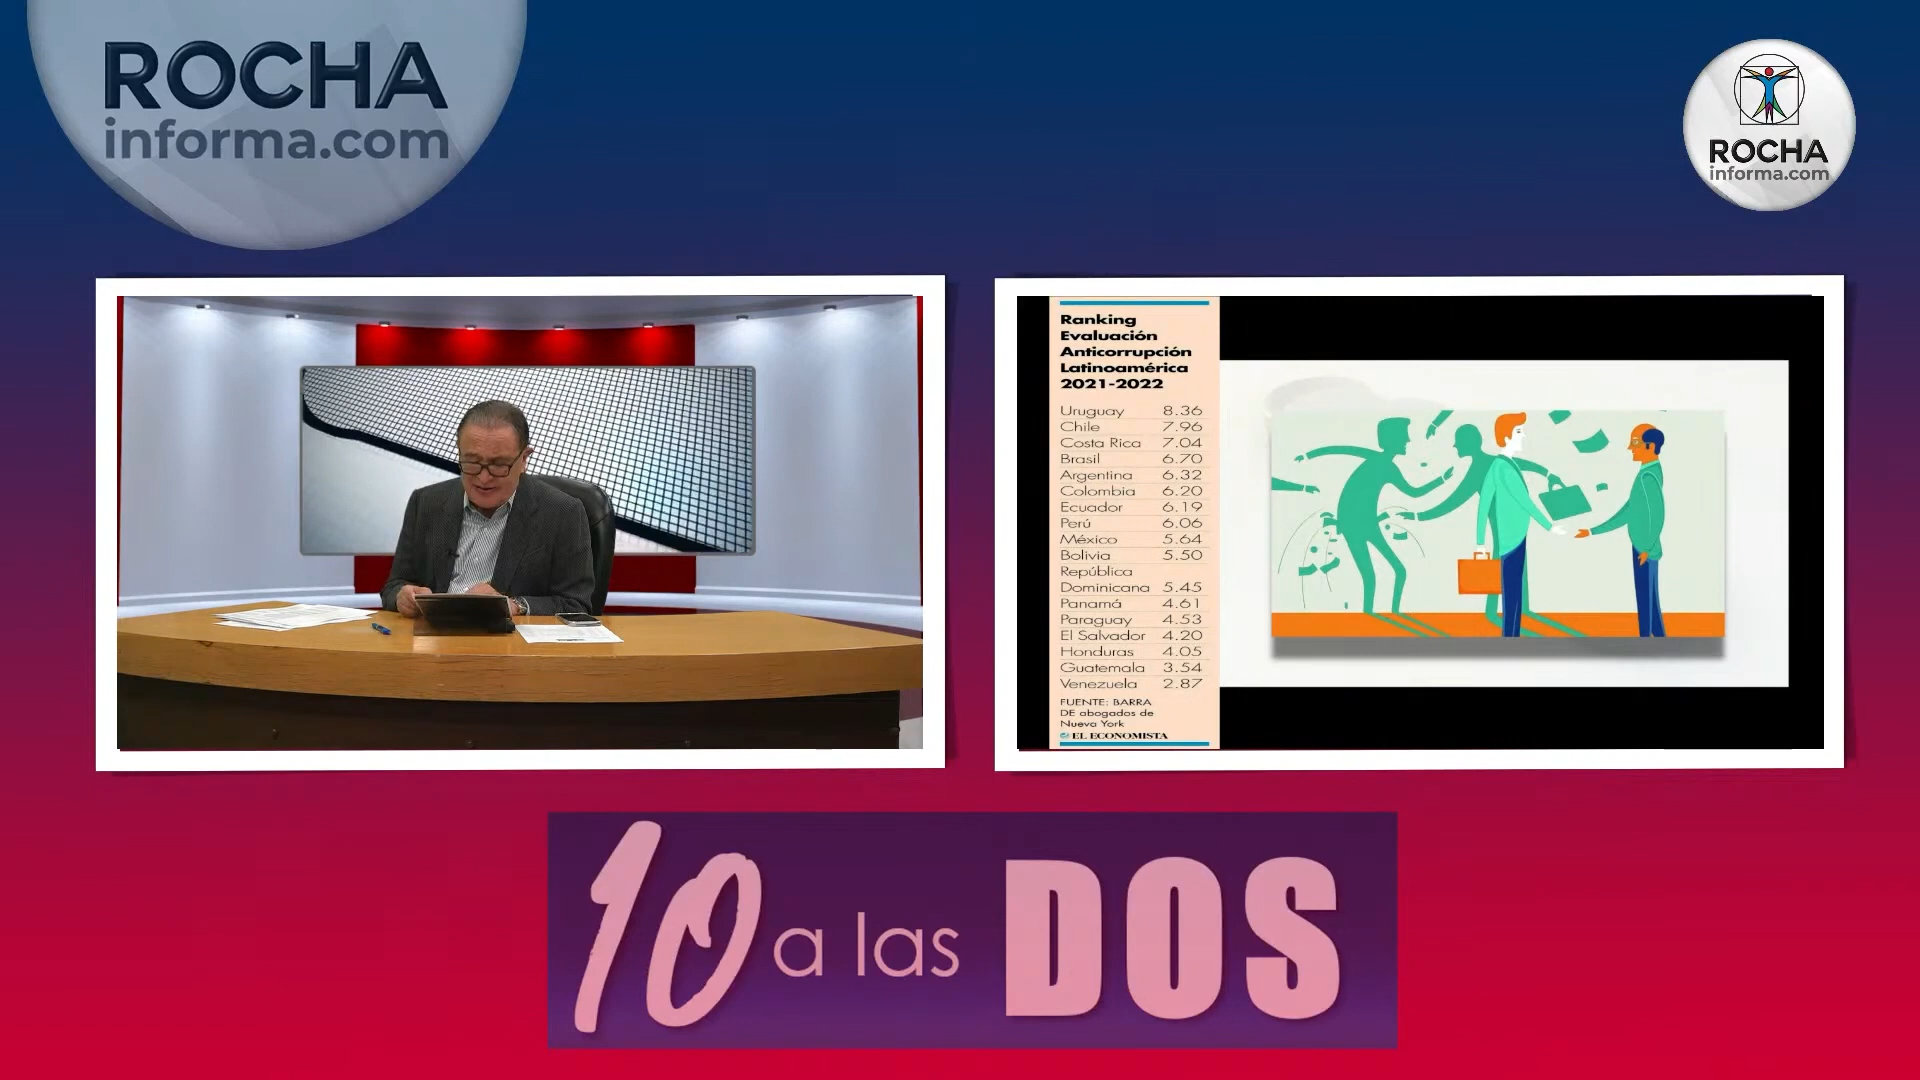 ROCHA
informa.com
ROCHA
informa.com
Ranking
Evaluación
Anticorrupción
Latinoamérica
2021-2022
Uruguay 8.36
Chile 7.96
Costa Rica 7.04
Brasil 6.70
Argentina 6.32
Colombia 6.20
Ecuador 6.19
Perú 6.06
México 5.64
Bolivia 5.50
República
Dominicana 5.45
Panamá 4.61
Paraguay 4.53
El Salvador 4.20
Honduras 4.05
Guatemala 3.54
Venezuela 2.87
FUENTE: BARRA
DE abogados de
Nueva York
EL ECONOMISTA
10 a las DOS